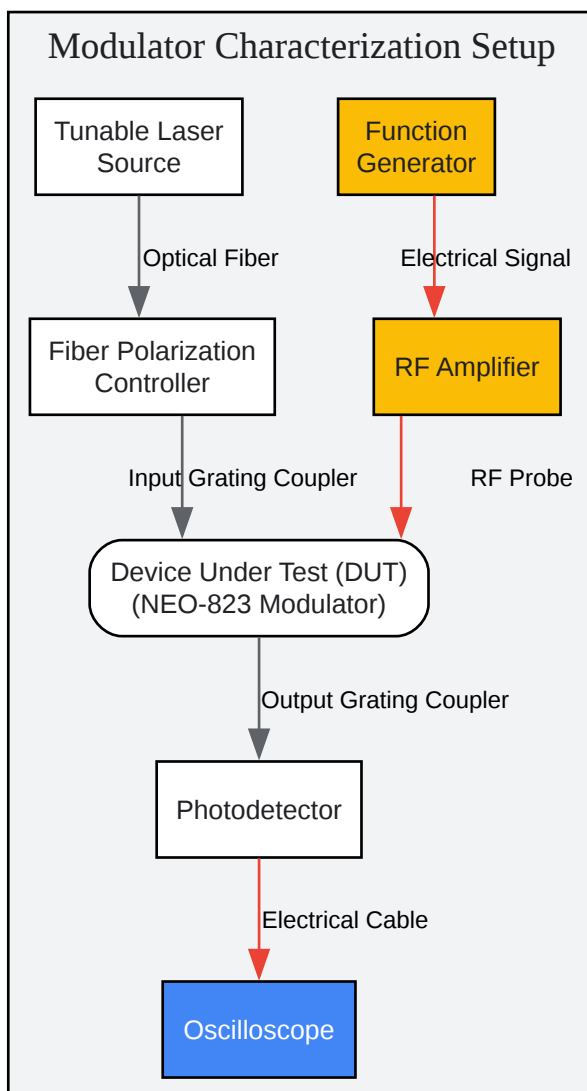 Modulator Characterization Setup
Tunable Laser
Source
Function
Generator
Optical Fiber
Electrical Signal
Fiber Polarization
Controller
RF Amplifier
Input Grating Coupler
RF Probe
Device Under Test (DUT)
(NEO-823 Modulator)
Output Grating Coupler
Photodetector
Electrical Cable
Oscilloscope